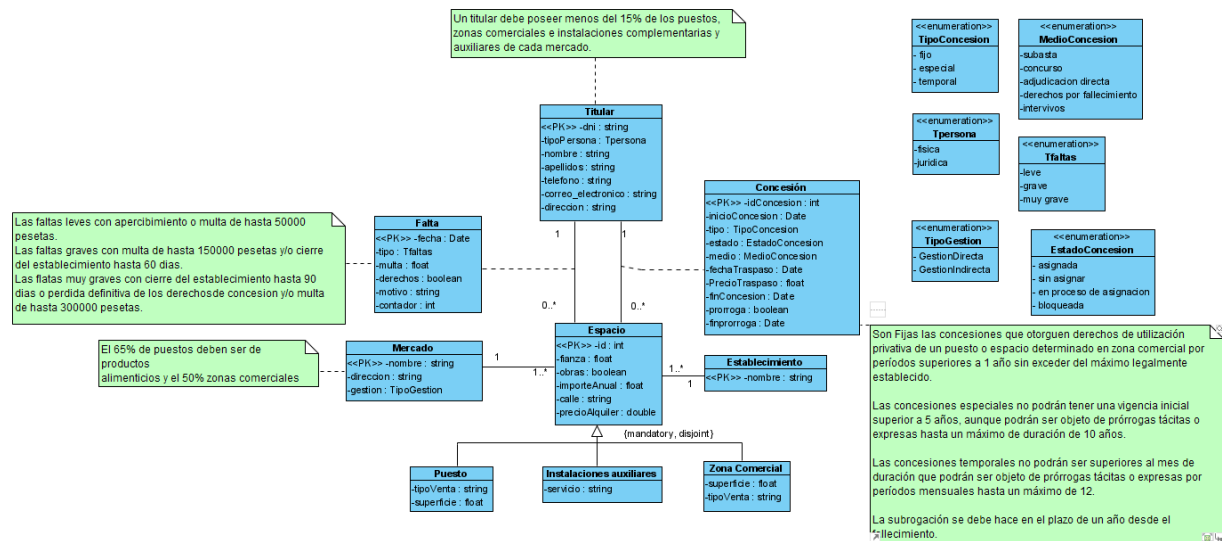 Un titular debe poseer menos del 15% de los puestos,
zonas comerciales e instalaciones complementarias y
auxiliares de cada mercado.
<<enumeration>>
TipoConcesion
- fijo
- especial
- temporal
<<enumeration>>
MedioConcesion
-subasta
-concurso
-adjudicacion directa
-derechos por fallecimiento
-intervivos
<<enumeration>>
Tpersona
-fisica
-juridica
<<enumeration>>
Tfaltas
-leve
-grave
-muy grave
<<enumeration>>
TipoGestion
- GestionDirecta
- GestionIndirecta
<<enumeration>>
EstadoConcesion
- asignada
- sin asignar
- en proceso de asignacion
- bloqueada
Titular
<<PK>> -dni : string
-tipoPersona : Tpersona
-nombre : string
-apellidos : string
-telefono : string
-correo_electronico : string
-direccion : string
Concesión
<<PK>> -idConcesion : int
-inicioConcesion : Date
-tipo : TipoConcesion
-estado : EstadoConcesion
-medio : MedioConcesion
-fechaTraspaso : Date
-PrecioTraspaso : float
-finConcesion : Date
-prorroga : boolean
-finprorroga : Date
Las faltas leves con apercibimiento o multa de hasta 50000
pesetas.
Las faltas graves con multa de hasta 150000 pesetas y/o cierre
del establecimiento hasta 60 dias.
Las flatas muy graves con cierre del establecimiento hasta 90
dias o perdida definitiva de los derechosde concesion y/o multa
de hasta 300000 pesetas.
Falta
<<PK>> -fecha : Date
-tipo : Tfaltas
-multa : float
-derechos : boolean
-motivo : string
-contador : int
1
1
0..*
0..*
El 65% de puestos deben ser de
productos
alimenticios y el 50% zonas comerciales
Mercado
<<PK>> -nombre : string
-direccion : string
-gestion : TipoGestion
1
1..*
Espacio
<<PK>> -id : int
-fianza : float
-obras : boolean
-importeAnual : float
-calle : string
-precioAlquiler : double
1..*
1
Establecimiento
<<PK>> -nombre : string
{mandatory, disjoint}
Puesto
-tipoVenta : string
-superficie : float
Instalaciones auxiliares
-servicio : string
Zona Comercial
-superficie : float
-tipoVenta : string
Son Fijas las concesiones que otorguen derechos de utilización
privativa de un puesto o espacio determinado en zona comercial por
períodos superiores a 1 año sin exceder del máximo legalmente
establecido.
Las concesiones especiales no podrán tener una vigencia inicial
superior a 5 años, aunque podrán ser objeto de prórrogas tácitas o
expresas hasta un máximo de duración de 10 años.
Las concesiones temporales no podrán ser superiores al mes de
duración que podrán ser objeto de prórrogas tácitas o expresas por
períodos mensuales hasta un máximo de 12.
La subrogación se debe hace en el plazo de un año desde el
fallecimiento.